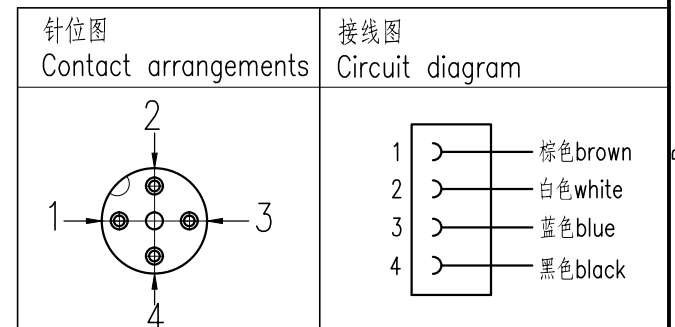 针位图
Contact arrangements
接线图
Circuit diagram
2
1
3
4
1 棕色brown
2 白色white
3 蓝色blue
4 黑色black